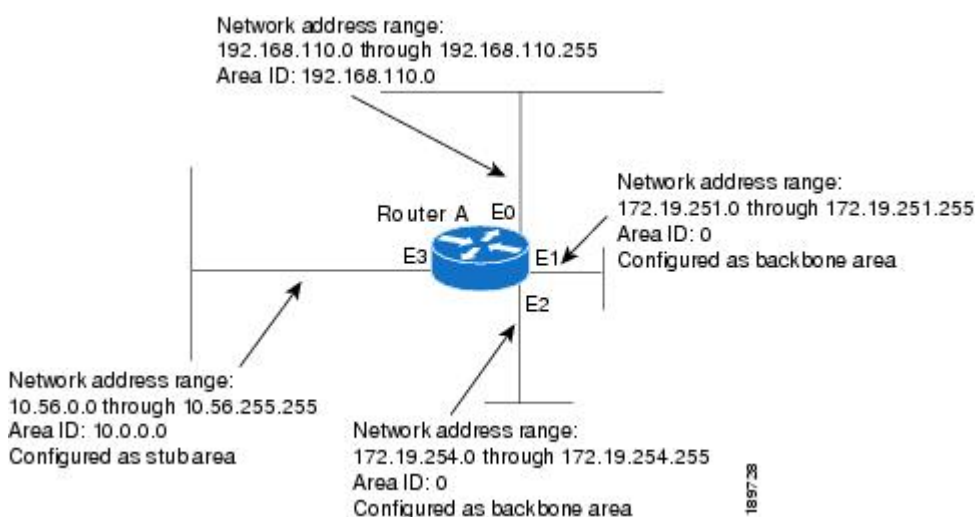 Network address range:
192.168.110.0 through 192.168.110.255
Area ID: 192.168.110.0
Network address range:
172.19.251.0 through 172.19.251.255
Area ID: 0
Configured as backbone area
Router A
E0
E3
E1
E2
Network address range:
10.56.0.0 through 10.56.255.255
Area ID: 10.0.0.0
Configured as stub area
Network address range:
172.19.254.0 through 172.19.254.255
Area ID: 0
Configured as backbone area
189728